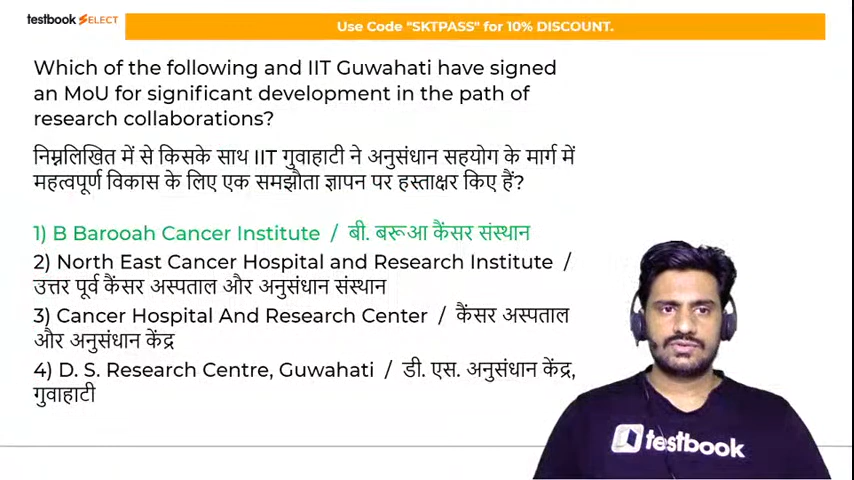 testbook SELECT
Use Code "SKTPASS" for 10% DISCOUNT.
Which of the following and IIT Guwahati have signed
an MoU for significant development in the path of
research collaborations?
निम्नलिखित में से किसके साथ IIT गुवाहाटी ने अनुसंधान सहयोग के मार्ग में
महत्वपूर्ण विकास के लिए एक समझौता ज्ञापन पर हस्ताक्षर किए हैं?
1) B Barooah Cancer Institute / बी. बरूआ कैंसर संस्थान
2) North East Cancer Hospital and Research Institute /
उत्तर पूर्व कैंसर अस्पताल और अनुसंधान संस्थान
3) Cancer Hospital And Research Center / कैंसर अस्पताल
और अनुसंधान केंद्र
4) D. S. Research Centre, Guwahati / डी. एस. अनुसंधान केंद्र,
गुवाहाटी
testbook